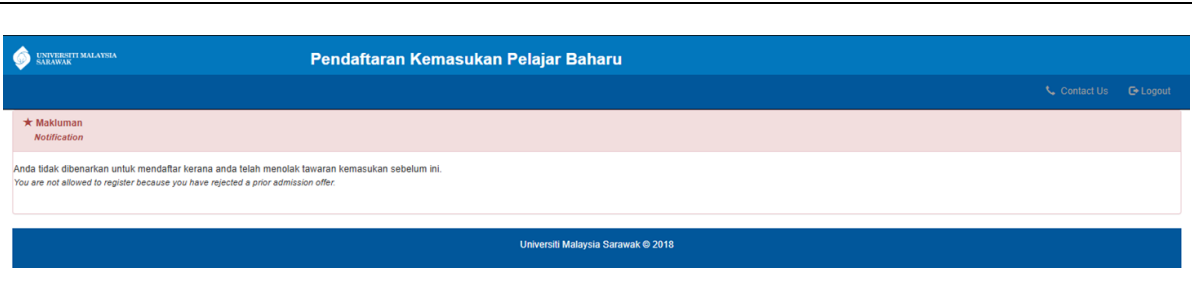 UNIVERSITI MALAYSIA
SARAWAK
Pendaftaran Kemasukan Pelajar Baharu
Contact Us Logout
Makluman
Notification
Anda tidak dibenarkan untuk mendaftar kerana anda telah menolak tawaran kemasukan sebelum ini.
You are not allowed to register because you have rejected a prior admission offer.
Universiti Malaysia Sarawak © 2018